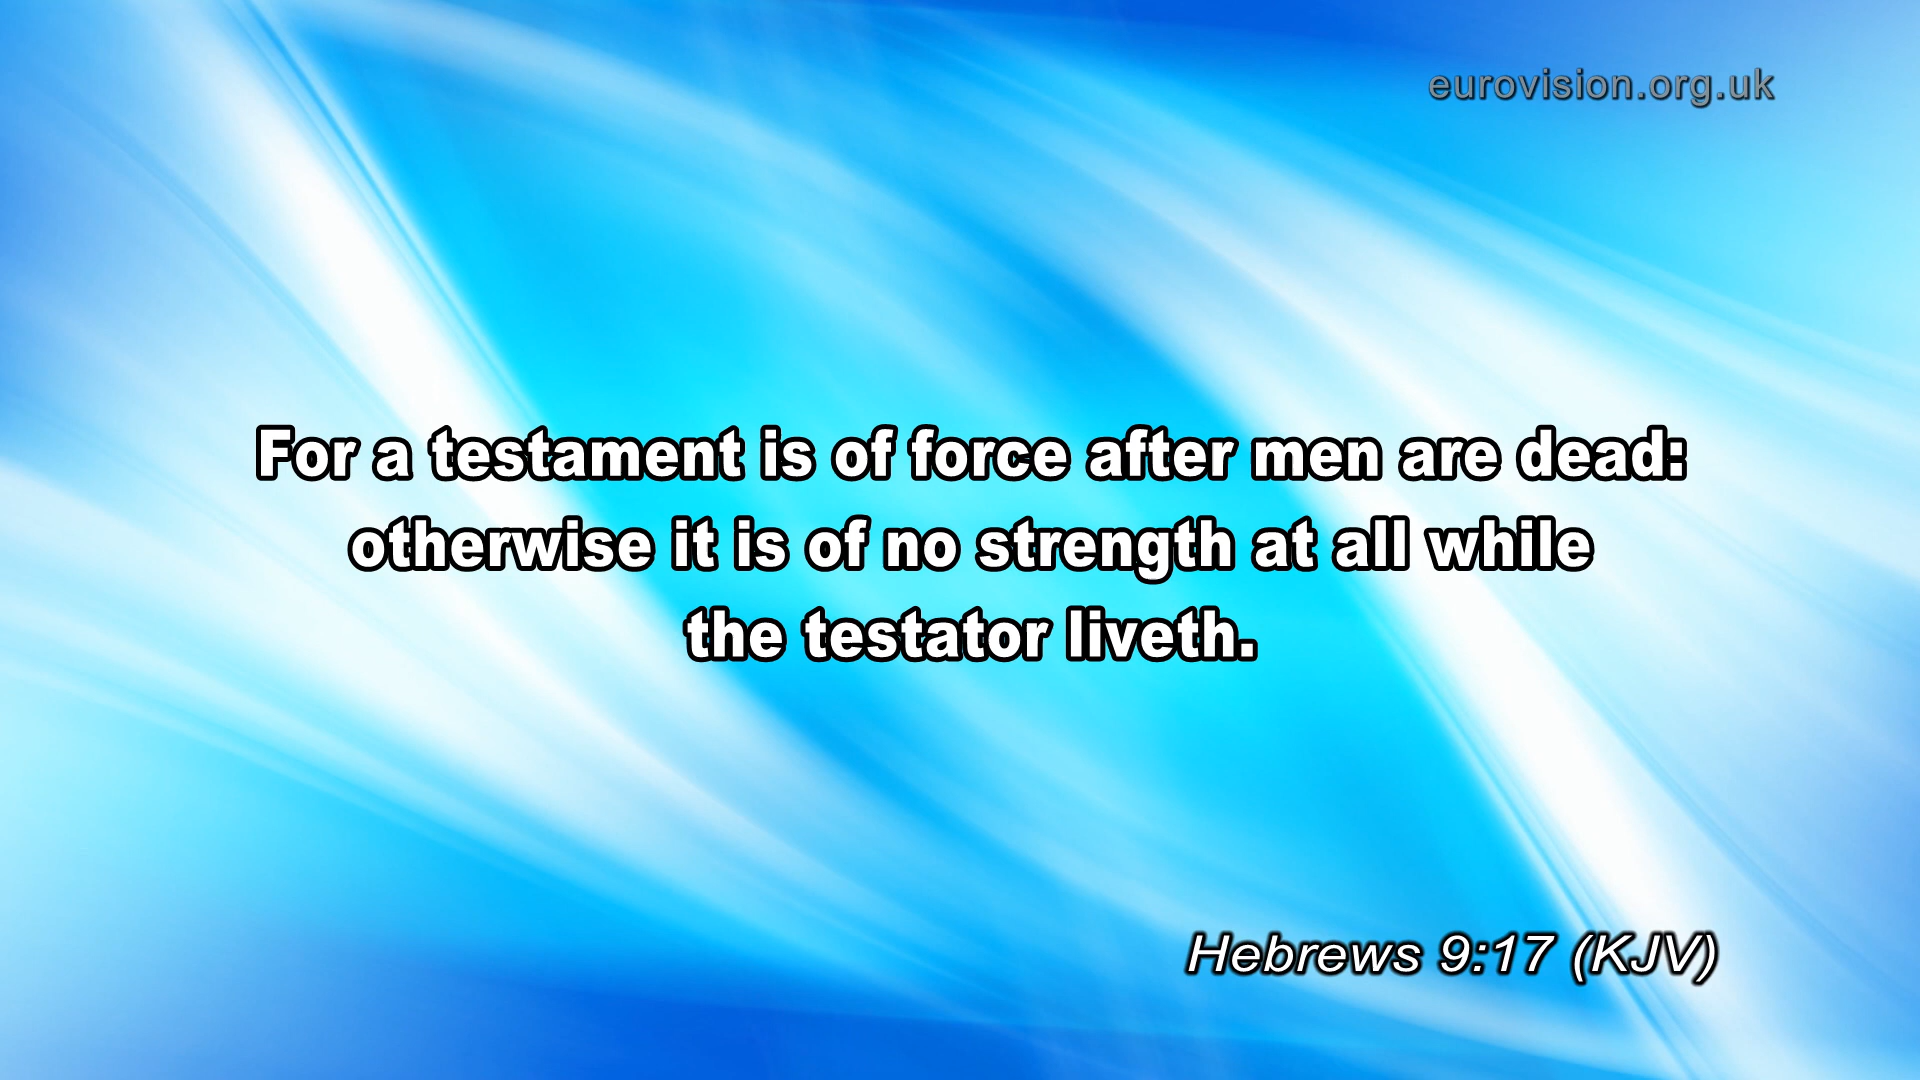 eurovision.org.uk
For a testament is of force after men are dead:
otherwise it is of no strength at all while
the testator liveth.
Hebrews 9:17 (KJV)